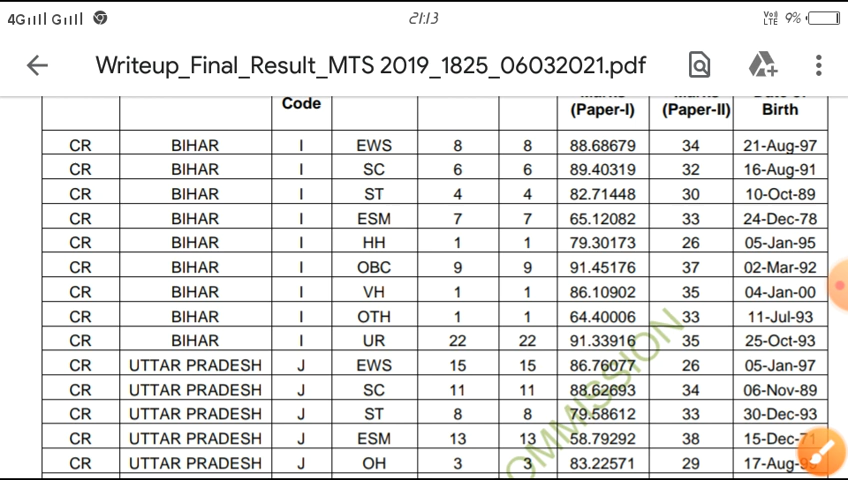 4G G 21:13 VoLTE 9%
Writeup_Final_Result_MTS 2019_1825_06032021.pdf
Code (Paper-I) (Paper-II) Birth
CR BIHAR I EWS 8 8 88.68679 34 21-Aug-97
CR BIHAR I SC 6 6 89.40319 32 16-Aug-91
CR BIHAR I ST 4 4 82.71448 30 10-Oct-89
CR BIHAR I ESM 7 7 65.12082 33 24-Dec-78
CR BIHAR I HH 1 1 79.30173 26 05-Jan-95
CR BIHAR I OBC 9 9 91.45176 37 02-Mar-92
CR BIHAR I VH 1 1 86.10902 35 04-Jan-00
CR BIHAR I OTH 1 1 64.40006 33 11-Jul-93
CR BIHAR I UR 22 22 91.33916 35 25-Oct-93
CR UTTAR PRADESH J EWS 15 15 86.76077 26 05-Jan-97
CR UTTAR PRADESH J SC 11 11 88.62693 34 06-Nov-89
CR UTTAR PRADESH J ST 8 8 79.58612 33 30-Dec-93
CR UTTAR PRADESH J ESM 13 13 58.79292 38 15-Dec-71
CR UTTAR PRADESH J OH 3 3 83.22571 29
OMMISSION